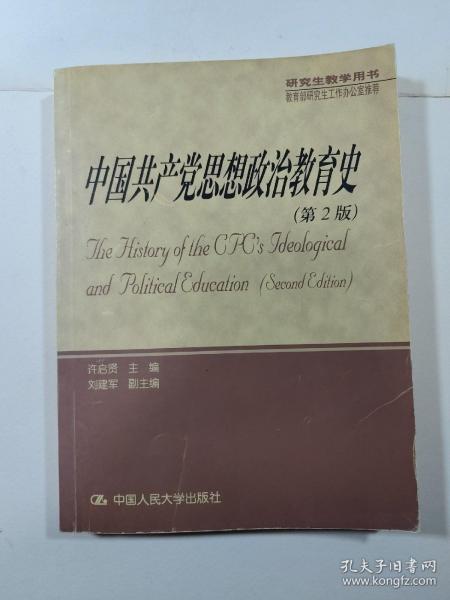 研究生教学用书
教育部研究生工作办公室推荐
中国共产党思想政治教育史
(第2版)
The History of the CPC's Ideological
and Political Education (Second Edition)
许启贤 主 编
刘建军 副主编
中国人民大学出版社
孔夫子旧书网
www.kongfz.com